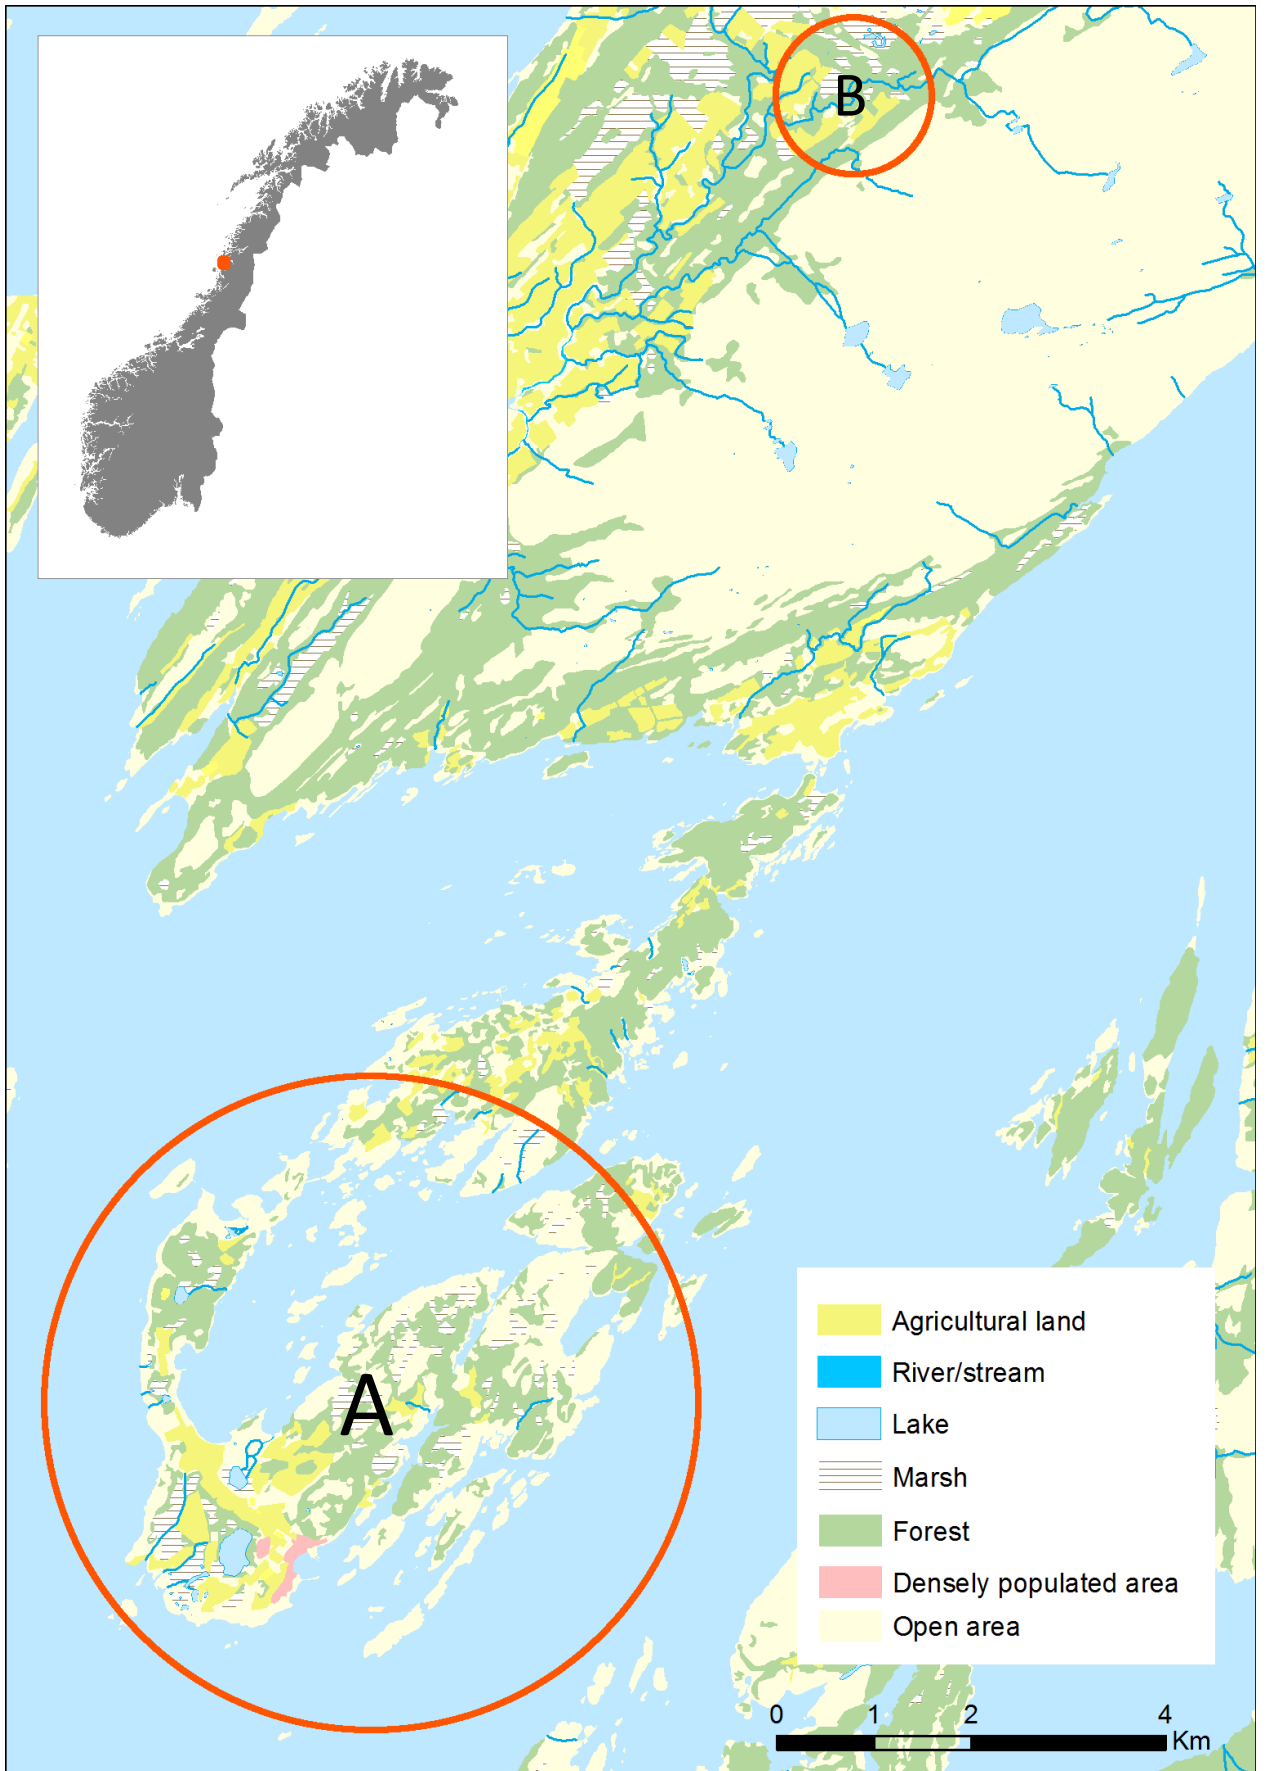 B
A
Agricultural land
River/stream
Lake
Marsh
Forest
Densely populated area
Open area
0 1 2 4
Km